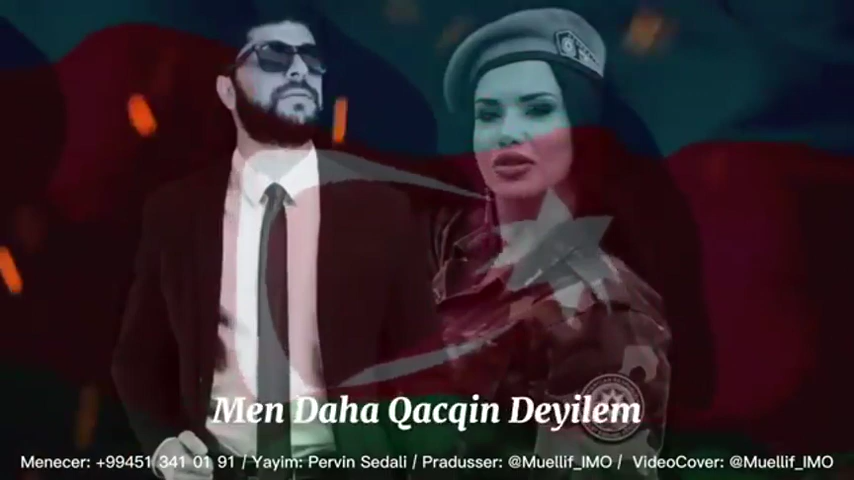 Men Daha Qacqin Deyilem
Menecer: +99451 341 01 91 / Yayim: Pervin Sedali / Pradusser: @Muellif_IMO / VideoCover: @Muellif_IMO